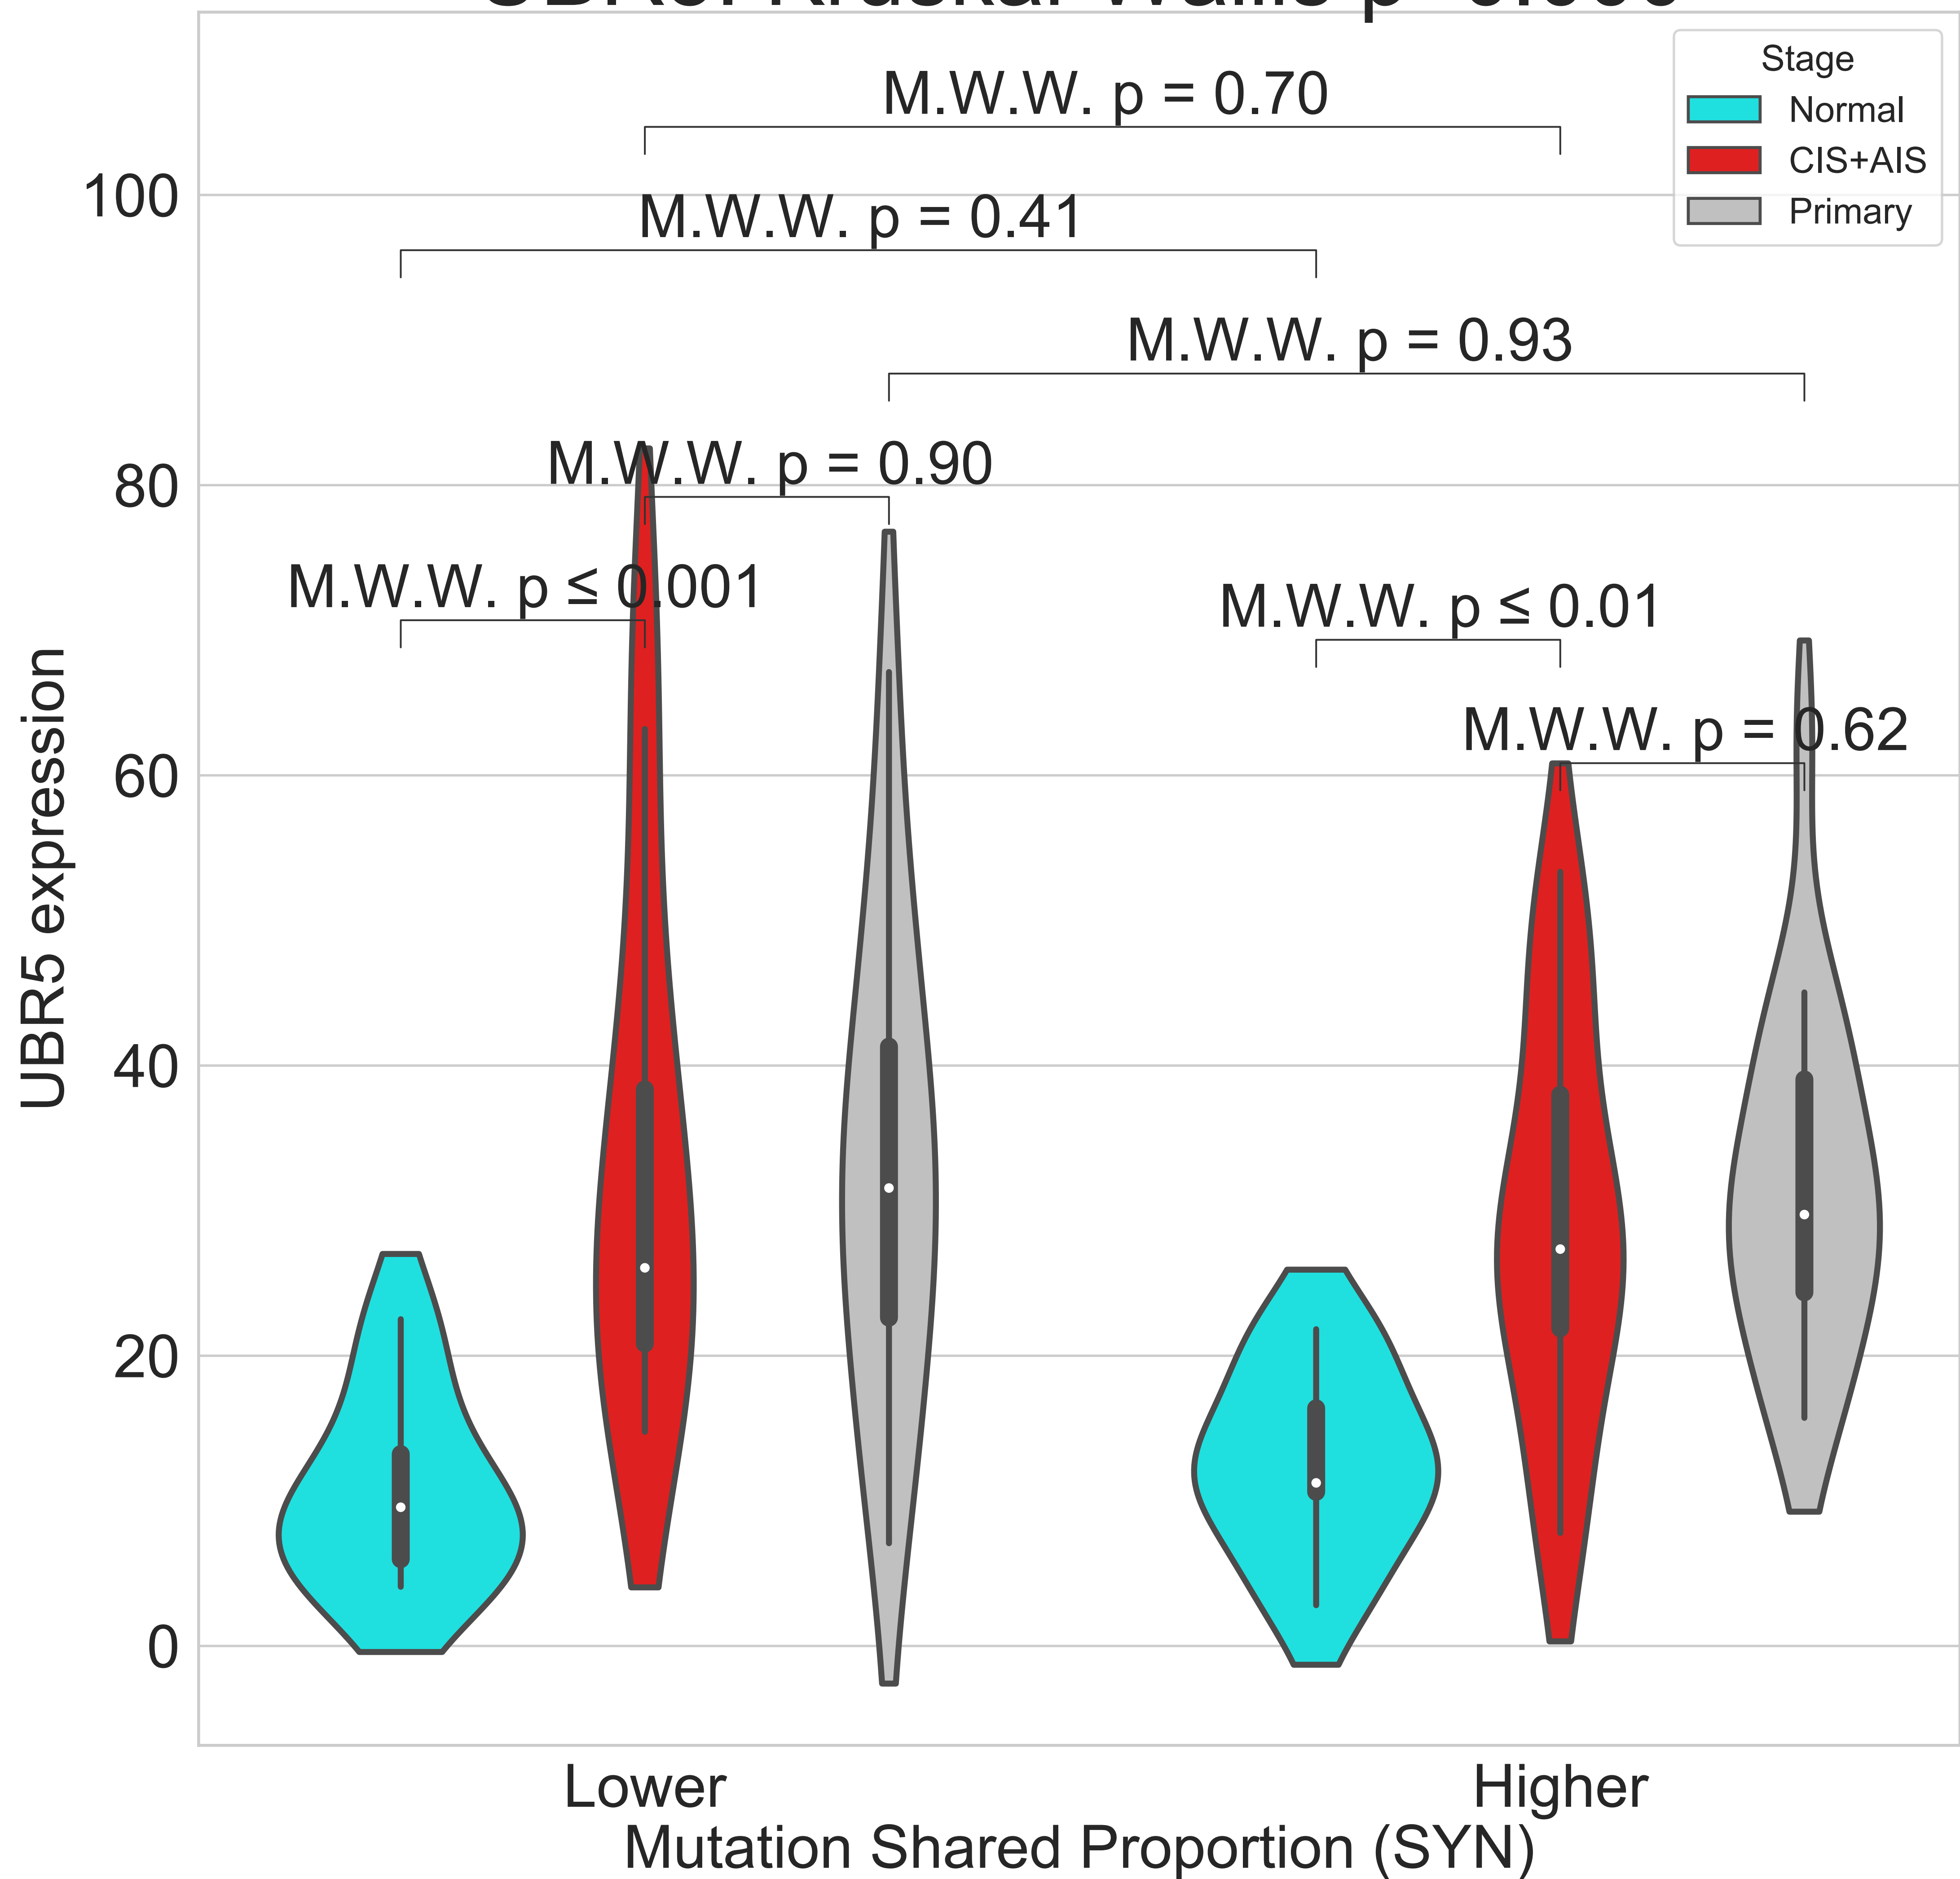 Stage
Normal
CIS+AIS
Primary
M.W.W. p = 0.70
M.W.W. p = 0.41
M.W.W. p = 0.93
M.W.W. p = 0.90
M.W.W. p ≤ 0.001
M.W.W. p ≤ 0.01
M.W.W. p = 0.62
100
80
60
40
20
0
UBR5 expression
Lower
Higher
Mutation Shared Proportion (SYN)